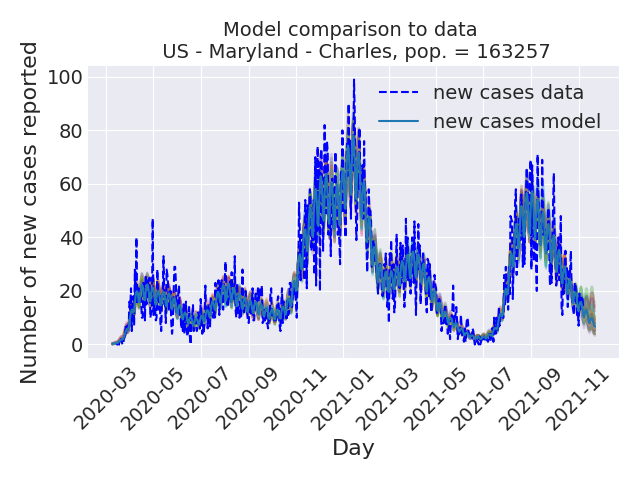 Model comparison to data
US - Maryland - Charles, pop. = 163257
Number of new cases reported
100
80
60
40
20
0
new cases data
new cases model
2020-03
2020-05
2020-07
2020-09
2020-11
2021-01
2021-03
2021-05
2021-07
2021-09
2021-11
Day